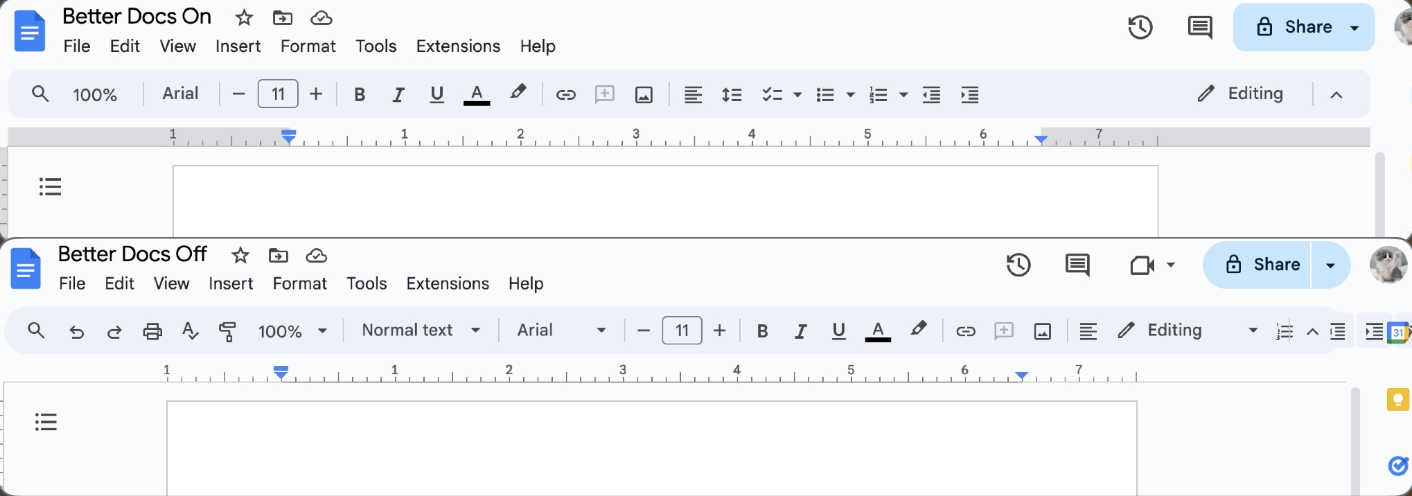 Better Docs On
File Edit View Insert Format Tools Extensions Help
Share
100% Arial 11 B I U A Editing
1 1 2 3 4 5 6 7
Better Docs Off
File Edit View Insert Format Tools Extensions Help
Share
100% Normal text Arial 11 B I U A Editing 31
1 1 2 3 4 5 6 7